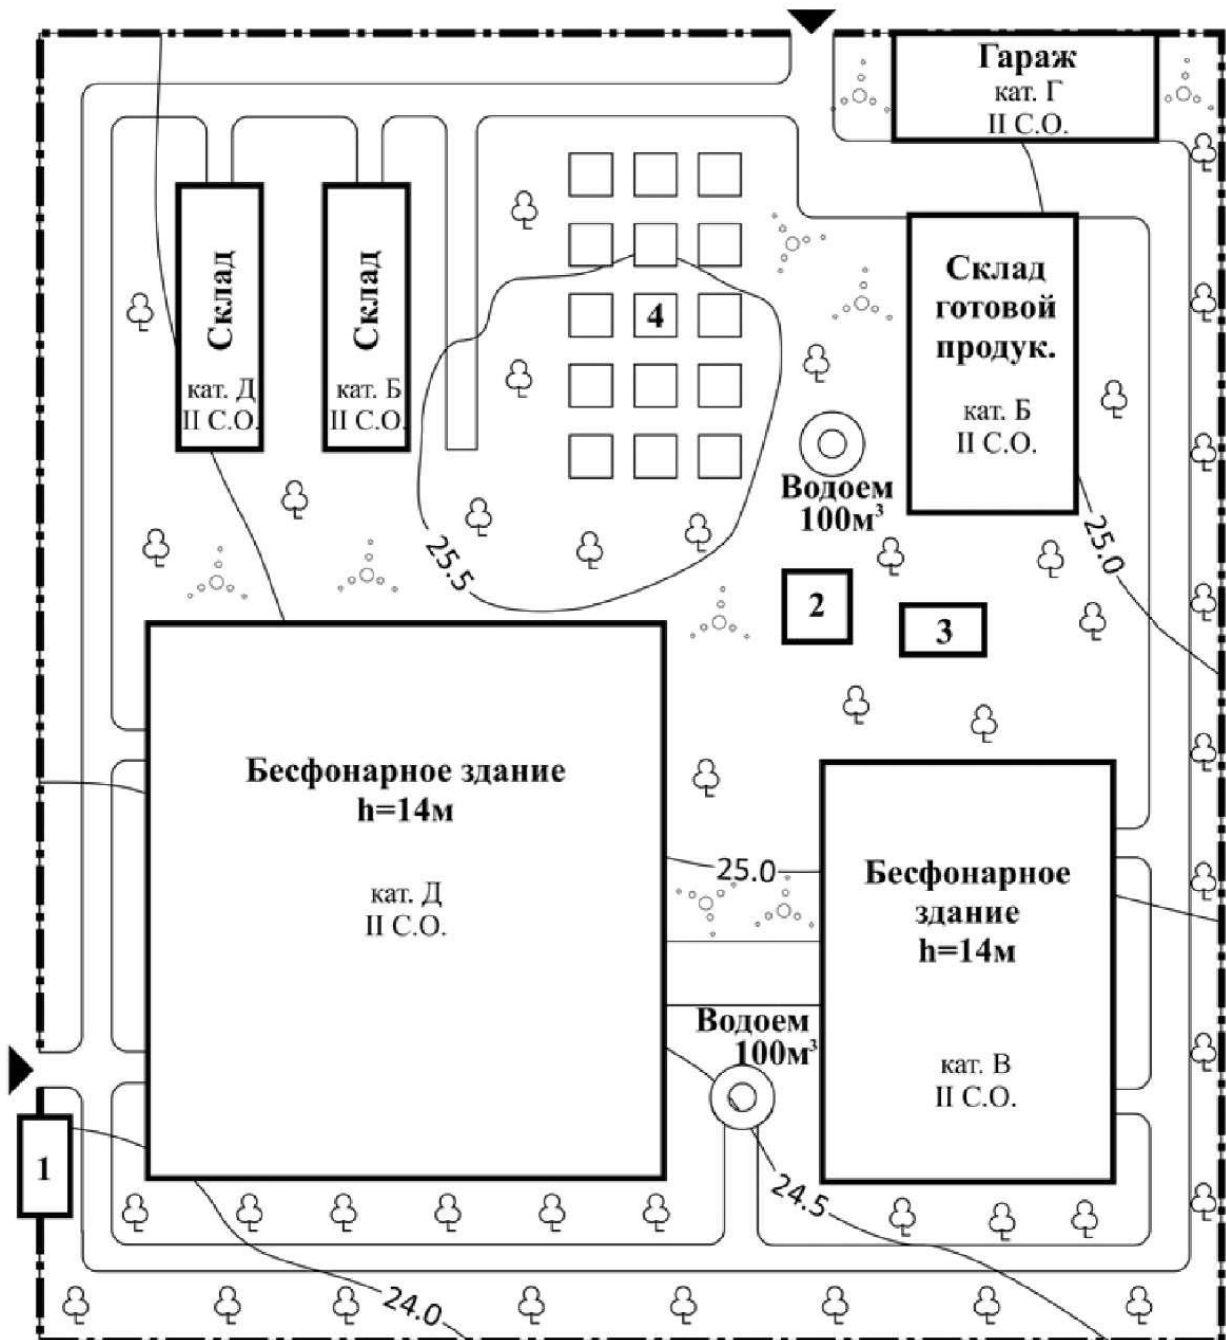 Гараж
кат. Г
II С.О.
Склад
кат. Д
II С.О.
Склад
кат. Б
II С.О.
4
Склад
готовой
продук.
кат. Б
II С.О.
Водоем
100м³
25.5
25.0
2
3
Бесфонарное здание
h=14м
кат. Д
II С.О.
25.0
Бесфонарное
здание
h=14м
кат. В
II С.О.
Водоем
100м³
1
24.5
24.0